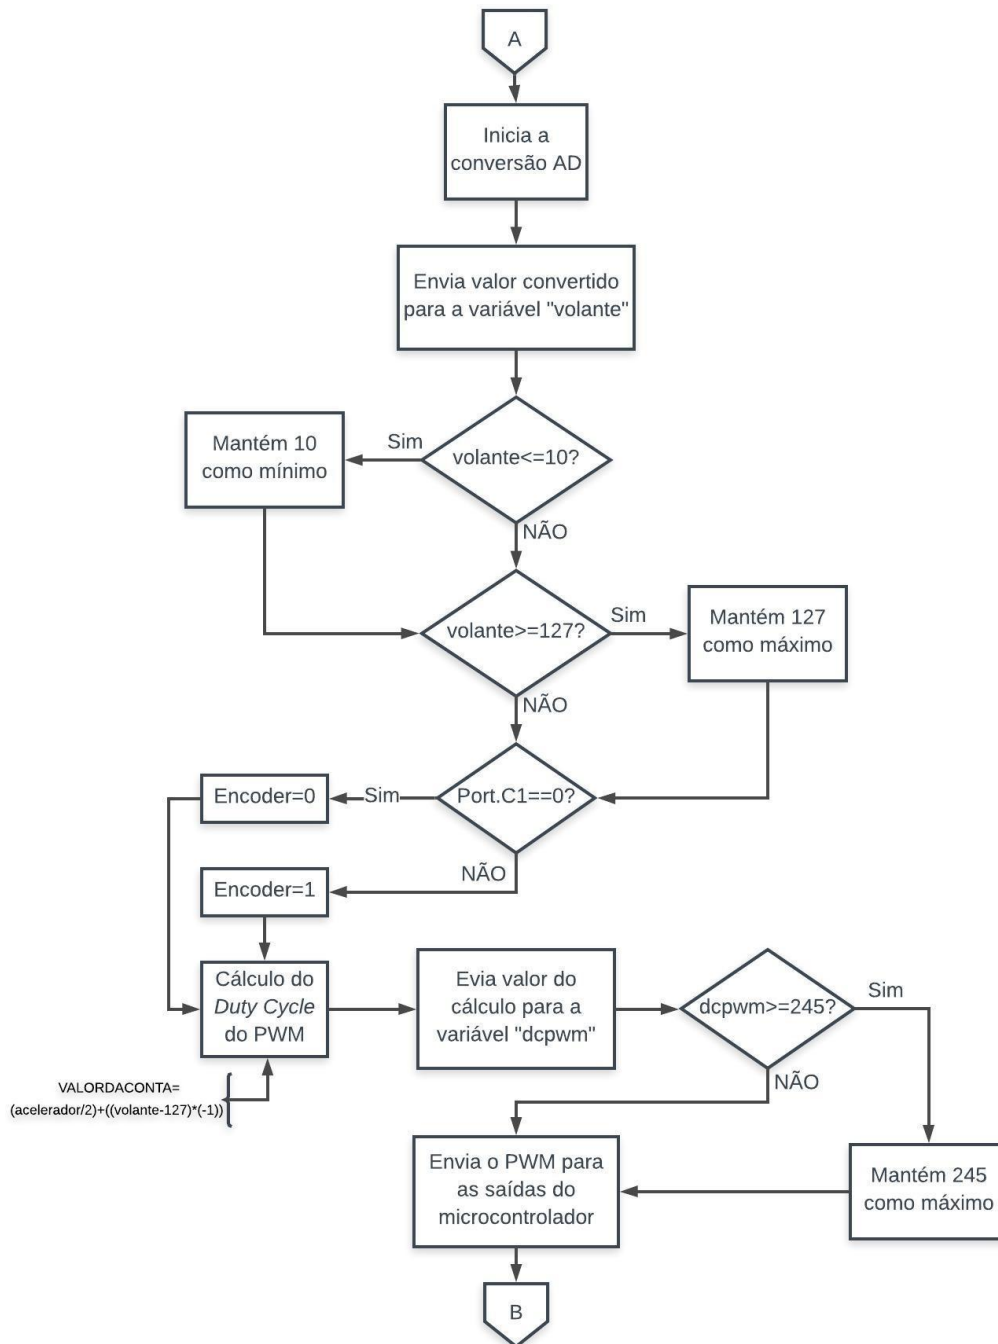 A
Inicia a
conversão AD
Envia valor convertido
para a variável "volante"
volante<=10?
Sim
Mantém 10
como mínimo
NÃO
volante>=127?
Sim
Mantém 127
como máximo
NÃO
Port.C1==0?
Sim
Encoder=0
NÃO
Encoder=1
Cálculo do
Duty Cycle
do PWM
VALORDACONTA=
(acelerador/2)+((volante-127)*(-1))
Evia valor do
cálculo para a
variável "dcpwm"
dcpwm>=245?
Sim
NÃO
Mantém 245
como máximo
Envia o PWM para
as saídas do
microcontrolador
B